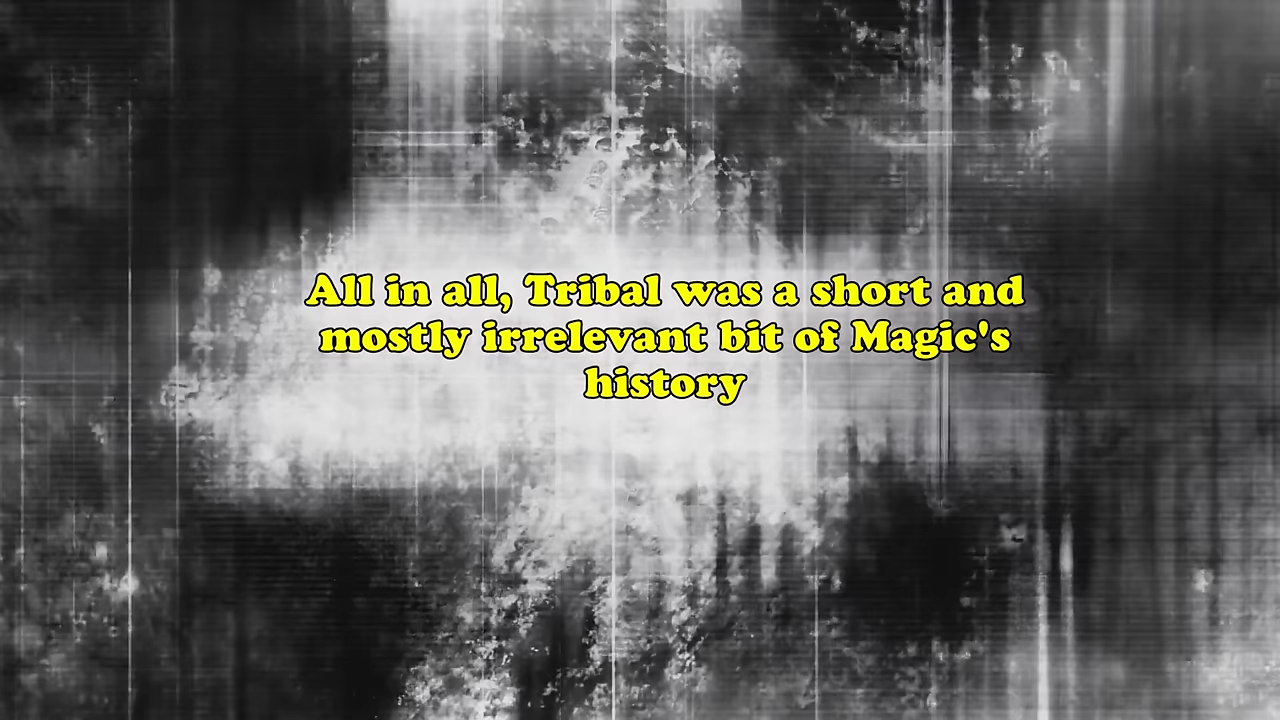 All in all, Tribal was a short and
mostly irrelevant bit of Magic's
history